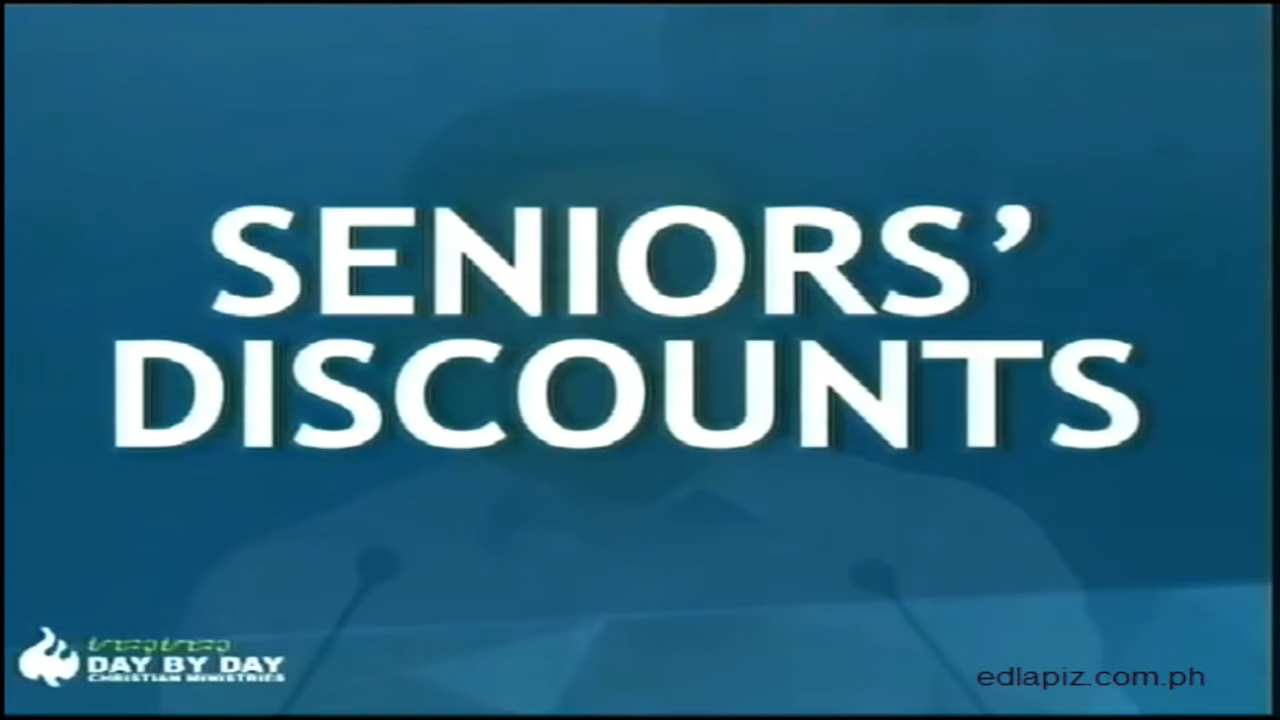 SENIORS’
DISCOUNTS
DAY BY DAY
CHRISTIAN MINISTRIES
edlapiz.com.ph